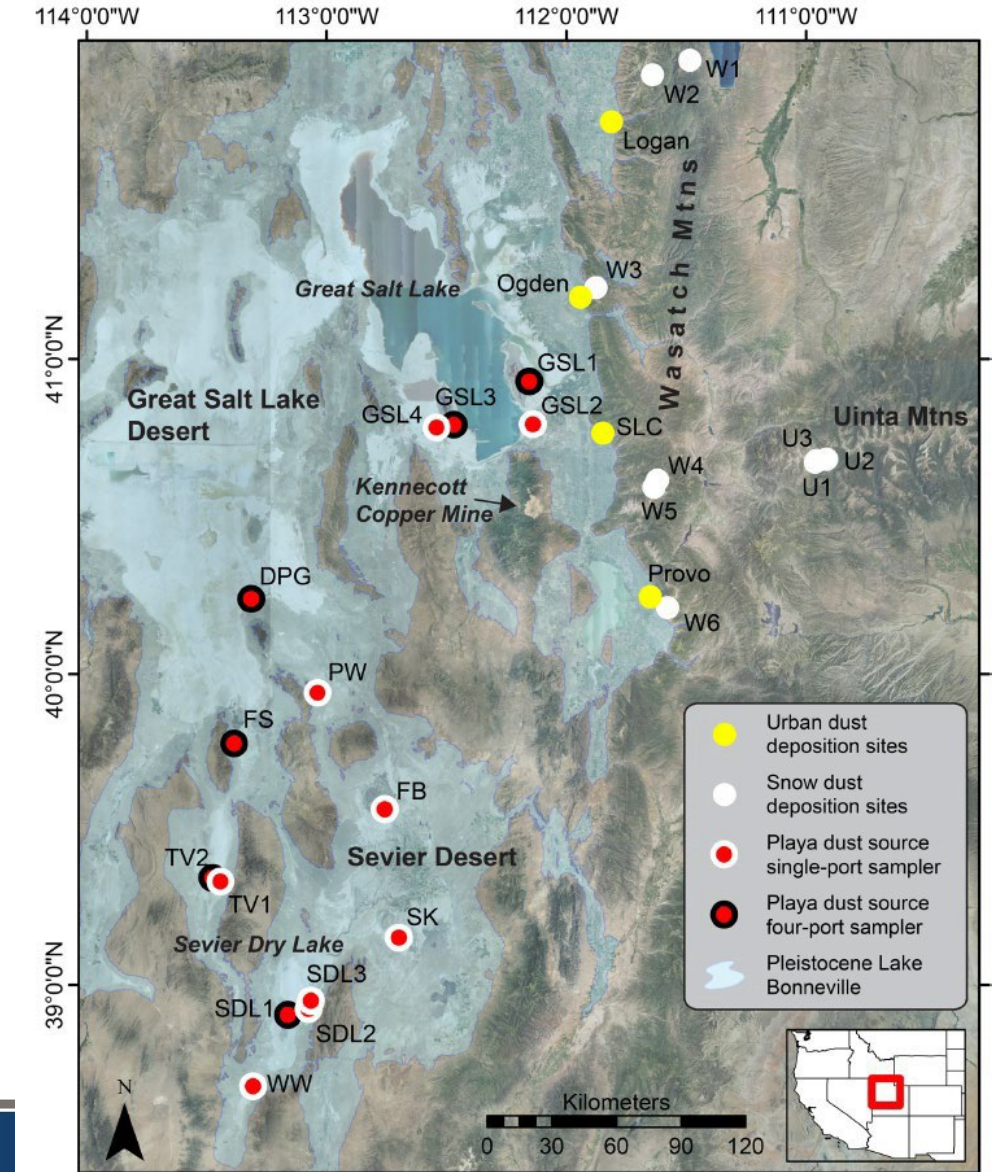 114°0'0"W
113°0'0"W
112°0'0"W
111°0'0"W
W1
W2
Logan
Wasatch Mtns
W3
Ogden
Great Salt Lake
41°0'0"N
GSL1
GSL3
GSL2
GSL4
Great Salt Lake
Desert
SLC
Uinta Mtns
U3
U2
U1
W4
W5
Kennecott
Copper Mine
DPG
Provo
W6
40°0'0"N
PW
FS
FB
TV2
TV1
Sevier Desert
SK
Sevier Dry Lake
39°0'0"N
SDL3
SDL1
SDL2
WW
Urban dust
deposition sites
Snow dust
deposition sites
Playa dust source
single-port sampler
Playa dust source
four-port sampler
Pleistocene Lake
Bonneville
N
Kilometers
0 30 60 90 120